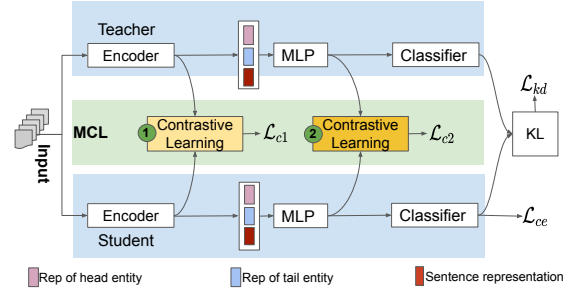 Teacher
Encoder
MLP
Classifier
Input
MCL
1
Contrastive
Learning
ℒc1
2
Contrastive
Learning
ℒc2
ℒkd
KL
Encoder
MLP
Classifier
Student
ℒce
Rep of head entity
Rep of tail entity
Sentence representation